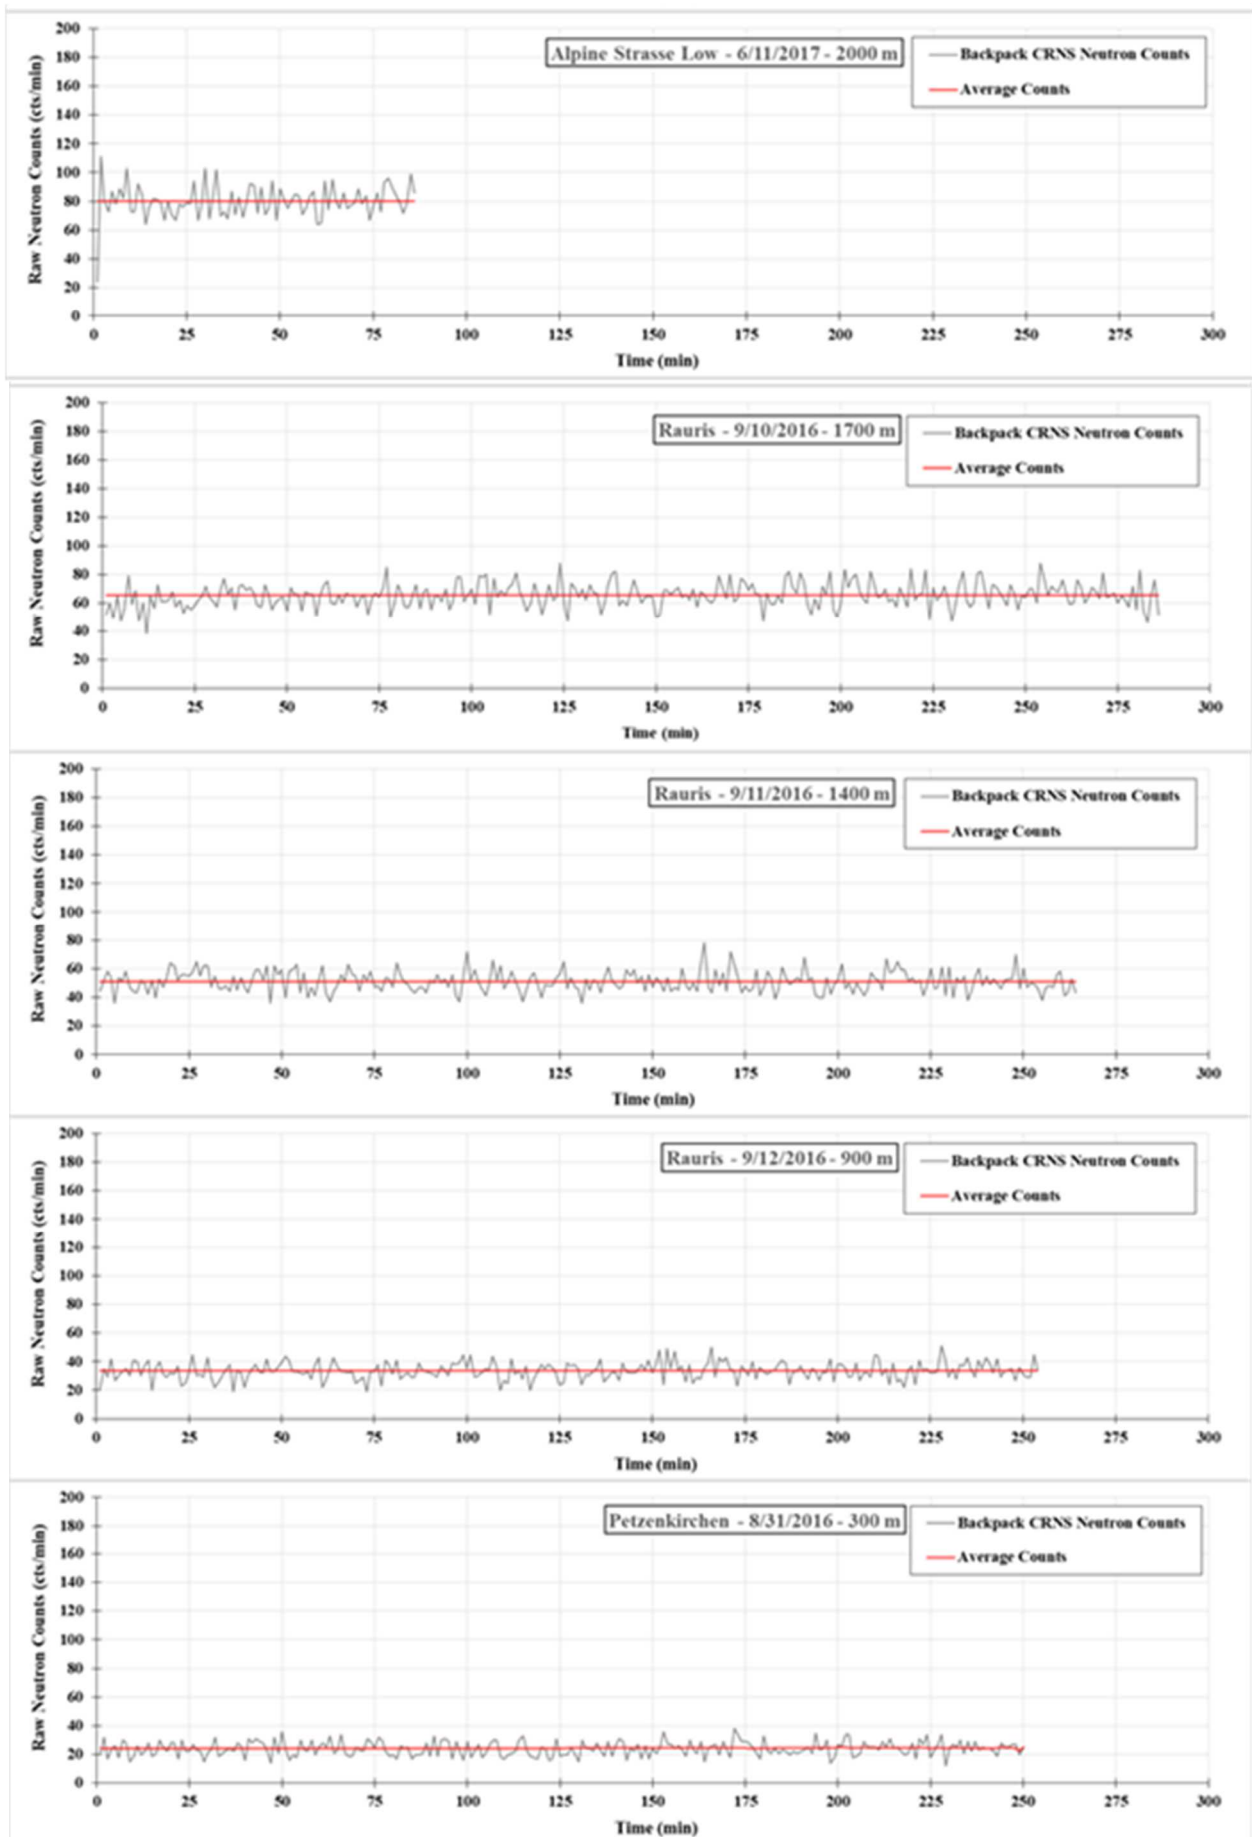 Alpine Strasse Low - 6/11/2017 - 2000 m
Backpack CRNS Neutron Counts
Average Counts
Raw Neutron Counts (cts/min)
200
180
160
140
120
100
80
60
40
20
0
0 25 50 75 100 125 150 175 200 225 250 275 300
Time (min)
Rauris - 9/10/2016 - 1700 m
Backpack CRNS Neutron Counts
Average Counts
Raw Neutron Counts (cts/min)
200
180
160
140
120
100
80
60
40
20
0
0 25 50 75 100 125 150 175 200 225 250 275 300
Time (min)
Rauris - 9/11/2016 - 1400 m
Backpack CRNS Neutron Counts
Average Counts
Raw Neutron Counts (cts/min)
200
180
160
140
120
100
80
60
40
20
0
0 25 50 75 100 125 150 175 200 225 250 275 300
Time (min)
Rauris - 9/12/2016 - 900 m
Backpack CRNS Neutron Counts
Average Counts
Raw Neutron Counts (cts/min)
200
180
160
140
120
100
80
60
40
20
0
0 25 50 75 100 125 150 175 200 225 250 275 300
Time (min)
Petzenkirchen - 8/31/2016 - 300 m
Backpack CRNS Neutron Counts
Average Counts
Raw Neutron Counts (cts/min)
200
180
160
140
120
100
80
60
40
20
0
0 25 50 75 100 125 150 175 200 225 250 275 300
Time (min)